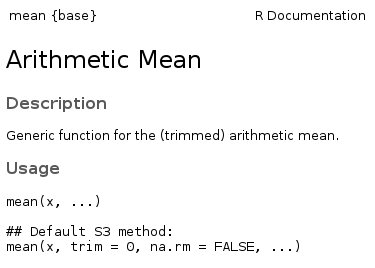 mean {base}	R Documentation
Arithmetic Mean
Description
Generic function for the (trimmed) arithmetic mean.
Usage
mean(x, ...)
## Default S3 method:
mean(x, trim = 0, na.rm = FALSE, ...)